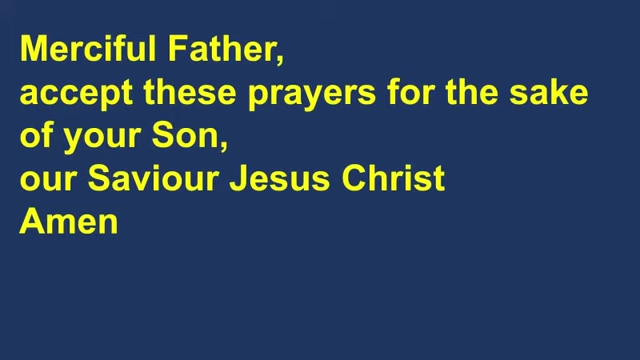 Merciful Father,
accept these prayers for the sake
of your Son,
our Saviour Jesus Christ
Amen